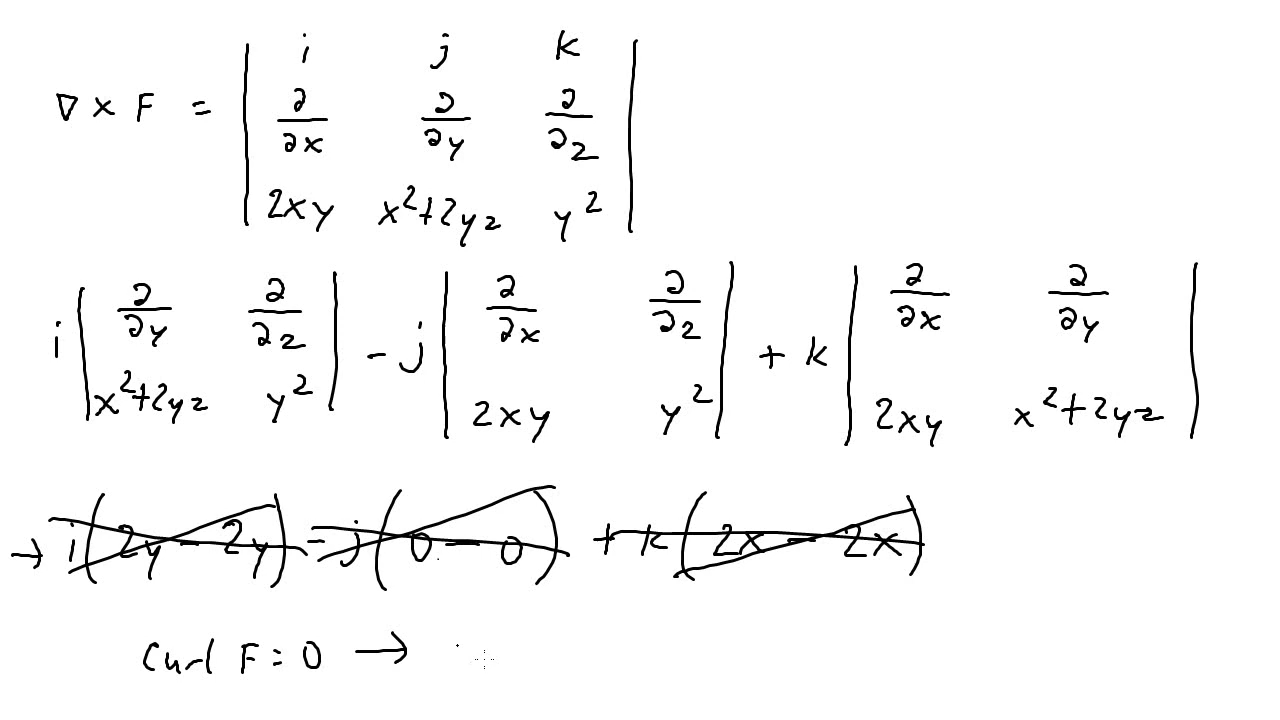 i j k
∇ × F = | ∂/∂x ∂/∂y ∂/∂z |
2xy x²+2yz y²
i | ∂/∂y ∂/∂z | - j | ∂/∂x ∂/∂z | + k | ∂/∂x ∂/∂y |
x²+2yz y² 2xy y² 2xy x²+2yz
→ i(2y - 2y) - j(0 - 0) + k(2x - 2x)
Curl F = 0 →